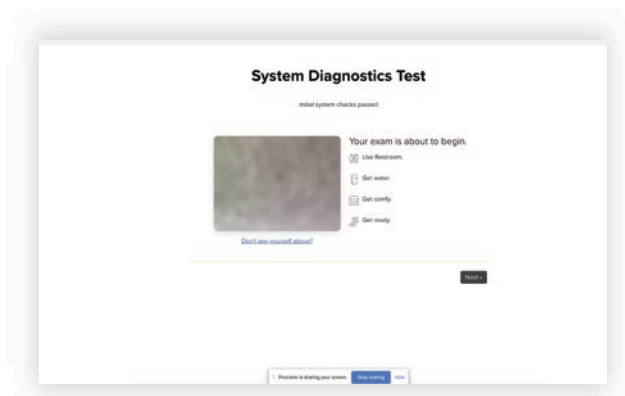 System Diagnostics Test
Initial system checks passed
Your exam is about to begin.
Use Restroom.
Get water.
Get comfy.
Get ready.
Don't see yourself above?
Next »
Proctorio is sharing your screen. Stop sharing Hide